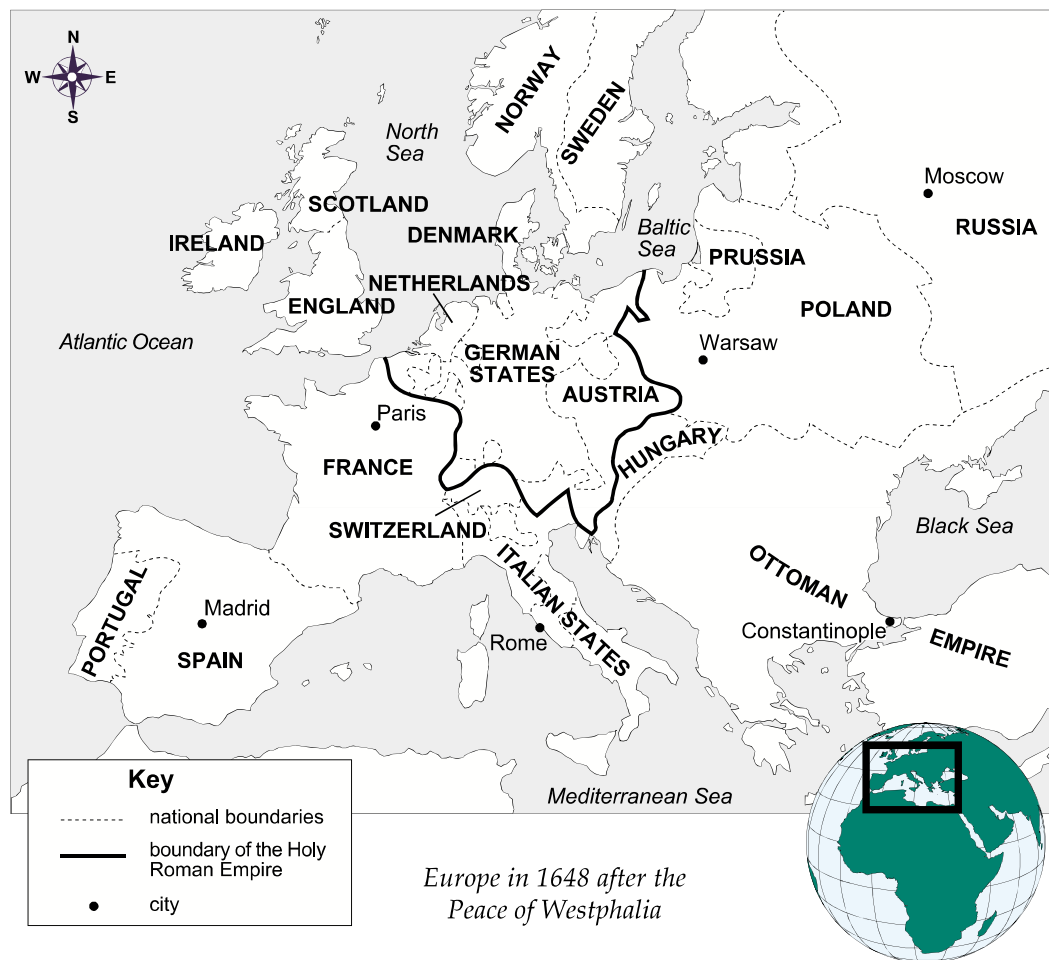 N
W E
S
NORWAY
SWEDEN
North
Sea
Moscow
SCOTLAND
RUSSIA
IRELAND
DENMARK
Baltic
Sea
PRUSSIA
NETHERLANDS
ENGLAND
POLAND
Atlantic Ocean
Warsaw
GERMAN
STATES
AUSTRIA
Paris
HUNGARY
FRANCE
SWITZERLAND
Black Sea
ITALIAN STATES
OTTOMAN
EMPIRE
PORTUGAL
Madrid
Constantinople
Rome
SPAIN
Mediterranean Sea
Key
national boundaries
boundary of the Holy
Roman Empire
city
Europe in 1648 after the
Peace of Westphalia